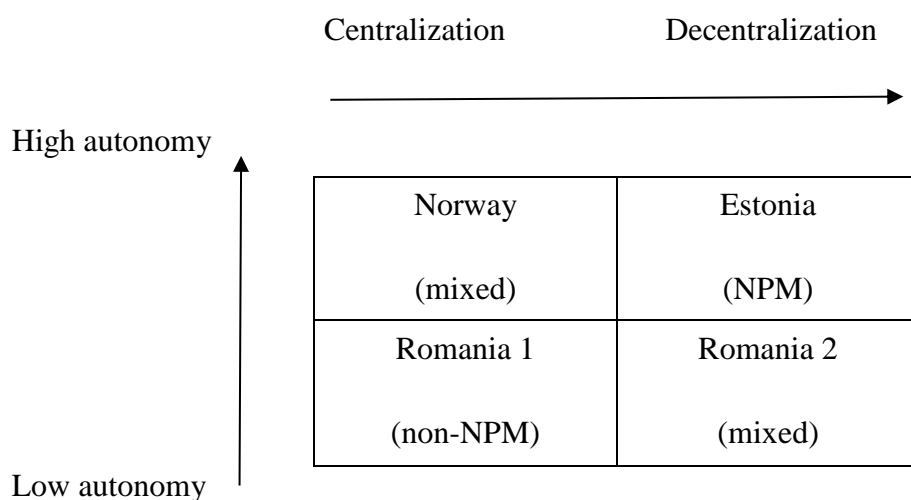 Centralization Decentralization
High autonomy
Norway Estonia
(mixed) (NPM)
Romania 1 Romania 2
(non-NPM) (mixed)
Low autonomy